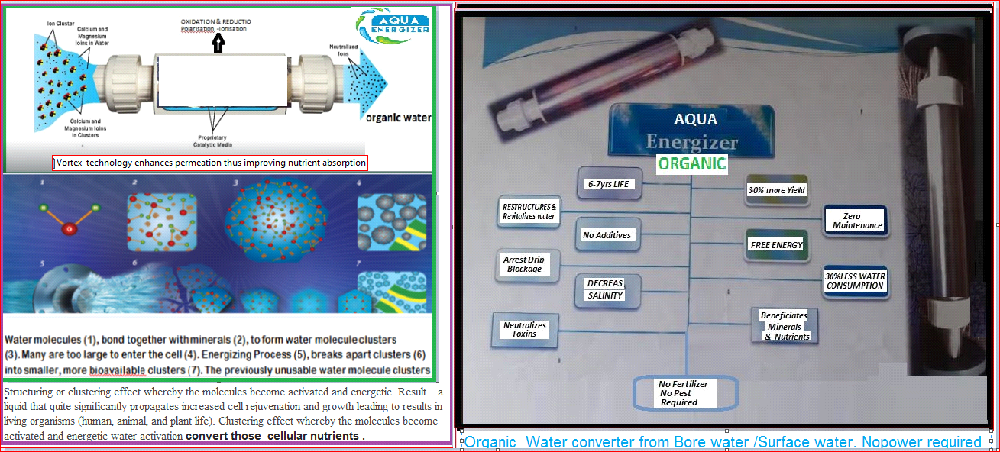 OXIDATION & REDUCTIO
Polarisation -Ionisation
AQUA
ENERGIZER
Ion Cluster
Calcium and
Magnesium
Ioins in Water
Neutralized
Ions
organic water
Calcium and
Magnesium Ioins
in Clusters
Proprietary
Catalytic Media
Vortex technology enhances permeation thus improving nutrient absorption
1
2
3
4
5
6
7
Water molecules (1), bond together with minerals (2), to form water molecule clusters
(3). Many are too large to enter the cell (4). Energizing Process (5), breaks apart clusters (6)
into smaller, more bioavailable clusters (7). The previously unusable water molecule clusters
Structuring or clustering effect whereby the molecules become activated and energetic. Result…a
liquid that quite significantly propagates increased cell rejuvenation and growth leading to results in
living organisms (human, animal, and plant life). Clustering effect whereby the molecules become
activated and energetic water activation convert those cellular nutrients .
AQUA
Energizer
ORGANIC
6-7yrs LIFE
30% more Yield
RESTRUCTURES &
Revitalizes water
Zero
Maintenance
No Additives
FREE ENERGY
Arrest Drip
Blockage
30%LESS WATER
CONSUMPTION
DECREAS
SALINITY
Neutralizes
Toxins
Beneficiates
Minerals
& Nutrients
No Fertilizer
No Pest
Required
Organic Water converter from Bore water /Surface water. Nopower required